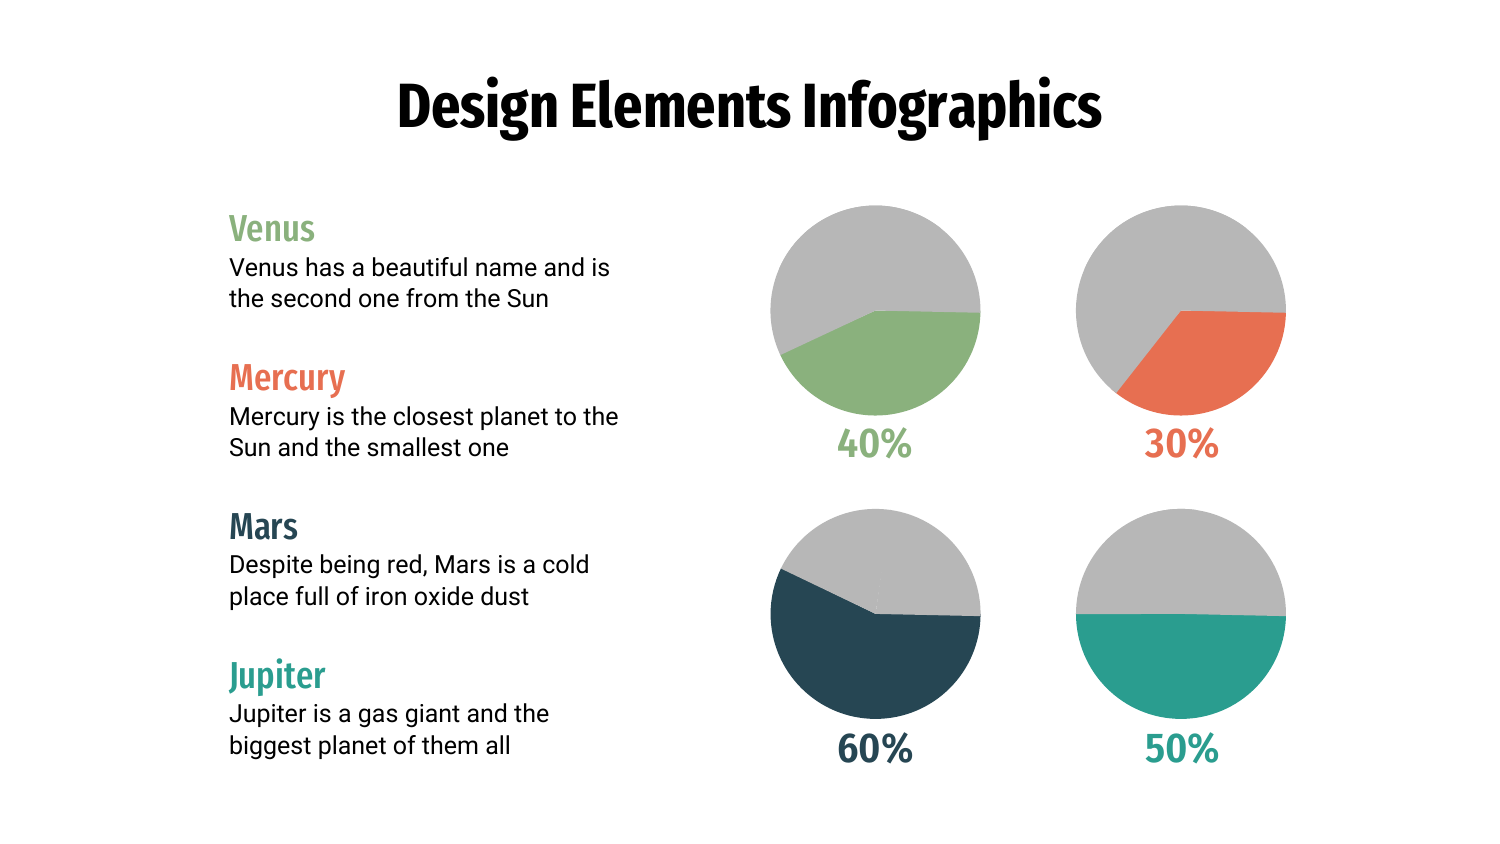 Design Elements Infographics
Venus
Venus has a beautiful name and is
the second one from the Sun
Mercury
Mercury is the closest planet to the
Sun and the smallest one
Mars
Despite being red, Mars is a cold
place full of iron oxide dust
Jupiter
Jupiter is a gas giant and the
biggest planet of them all
40%
30%
60%
50%